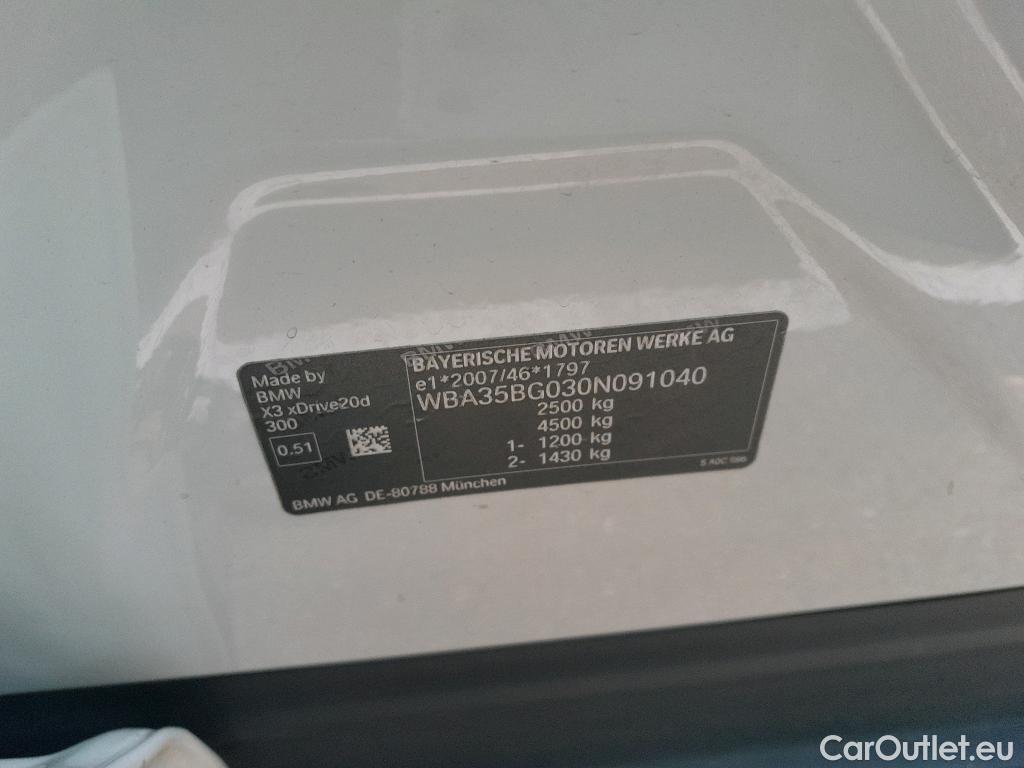 Made by
BMW
X3 xDrive20d
300
0.51
BAYERISCHE MOTOREN WERKE AG
e1*2007/46*1797
WBA35BG030N091040
2500 kg
4500 kg
1- 1200 kg
2- 1430 kg
BMW AG DE-80788 München
CarOutlet.eu